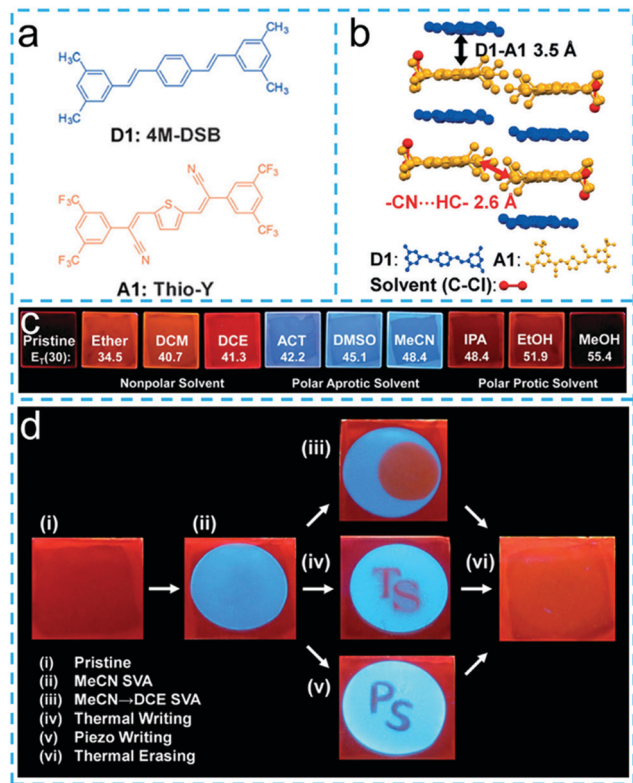 a
H₃C
CH₃
H₃C
CH₃
D1: 4M-DSB
CF₃
N
F₃C
S
CF₃
F₃C
N
A1: Thio-Y
b
D1-A1 3.5 Å
-CN···HC- 2.6 Å
D1:
A1:
Solvent (C-Cl):
c
Pristine Ether DCM DCE ACT DMSO MeCN IPA EtOH MeOH
E_T(30): 34.5 40.7 41.3 42.2 45.1 48.4 48.4 51.9 55.4
Nonpolar Solvent Polar Aprotic Solvent Polar Protic Solvent
d
(iii)
(i)
(ii)
(iv)
TS
(vi)
(v)
PS
(i) Pristine
(ii) MeCN SVA
(iii) MeCN→DCE SVA
(iv) Thermal Writing
(v) Piezo Writing
(vi) Thermal Erasing